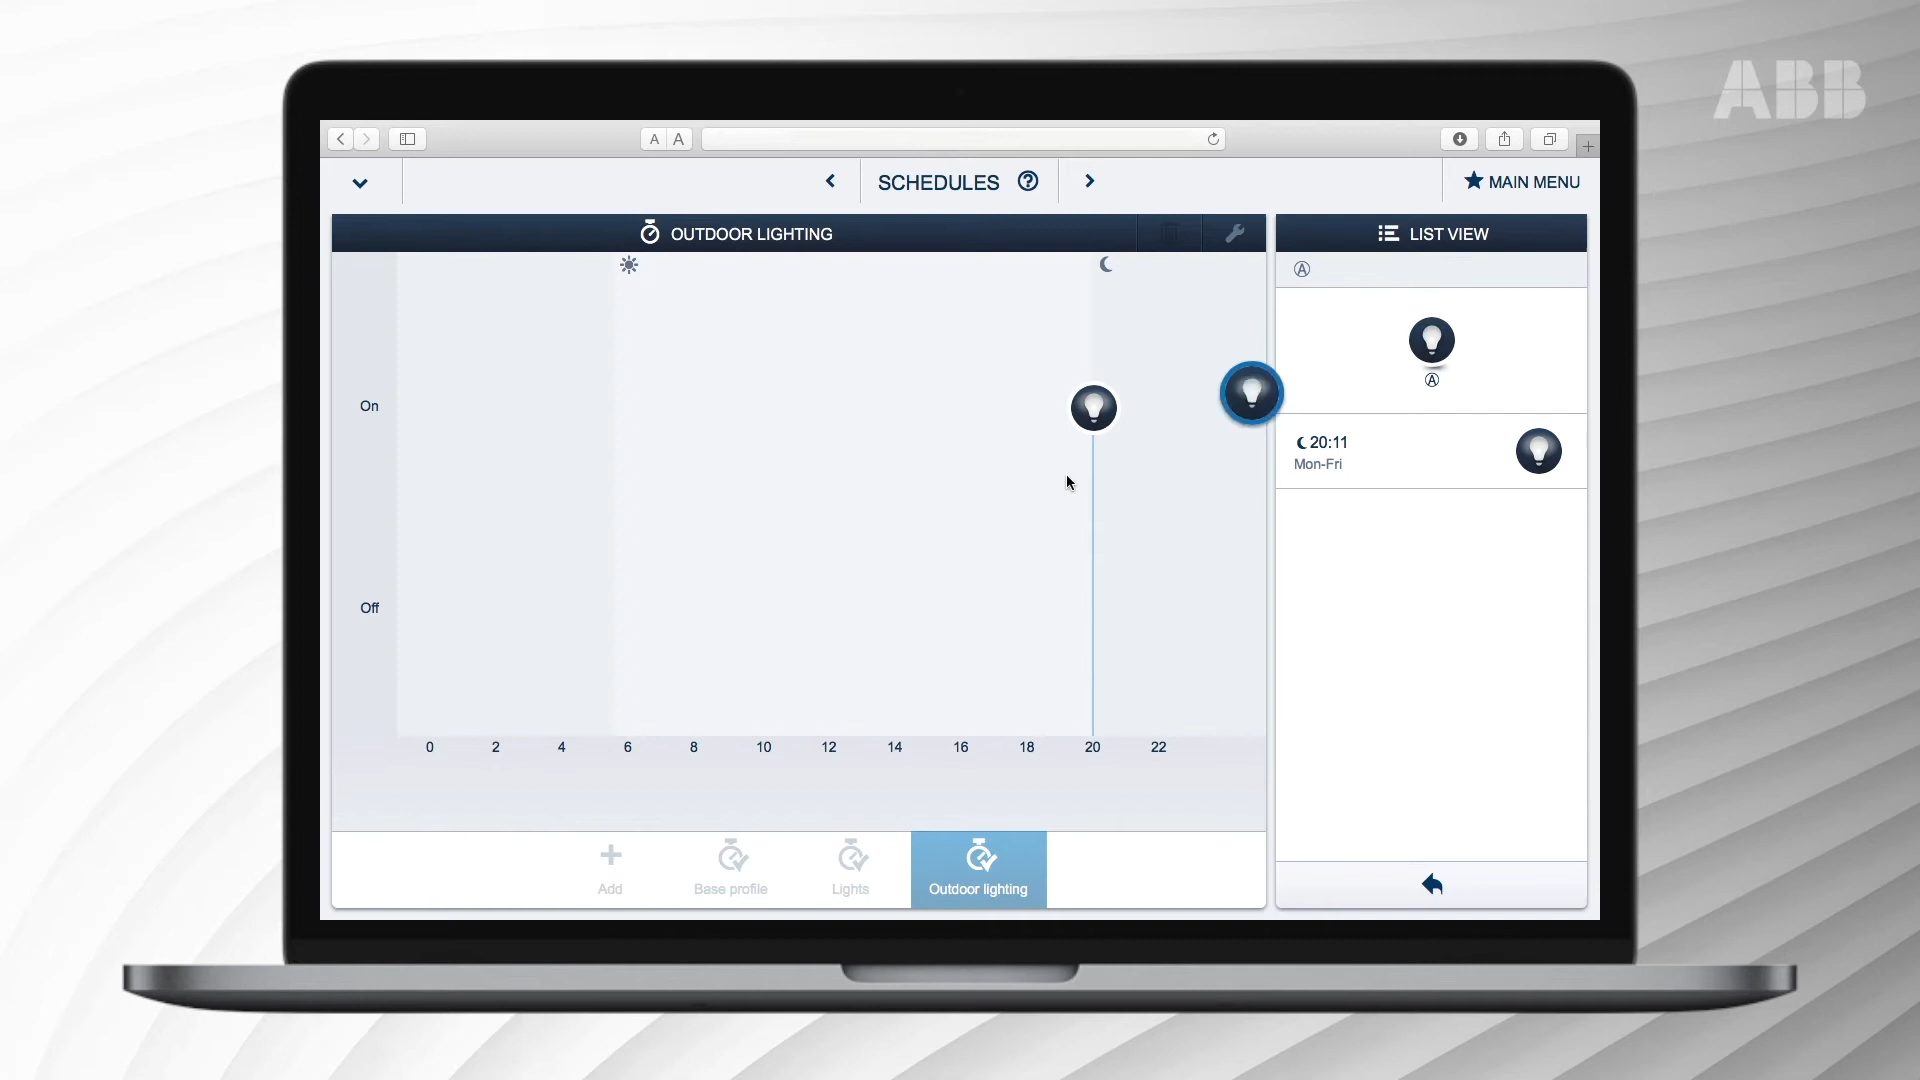 ABB
A A
SCHEDULES ?
MAIN MENU
OUTDOOR LIGHTING
LIST VIEW
A
A
On
20:11
Mon-Fri
Off
0 2 4 6 8 10 12 14 16 18 20 22
Add
Base profile
Lights
Outdoor lighting